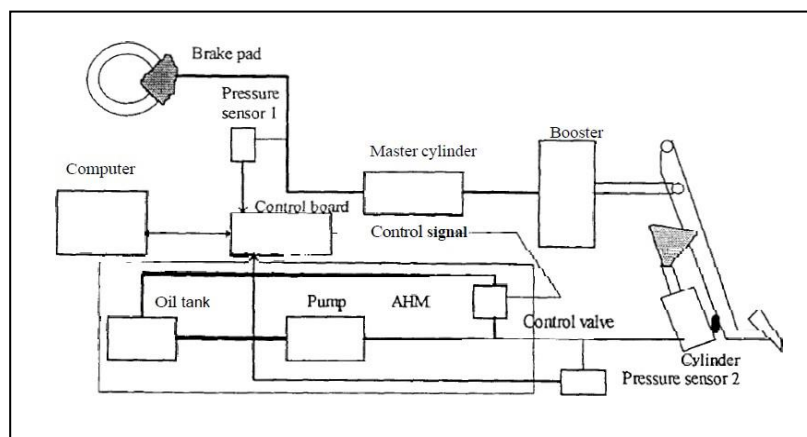 Brake pad
Pressure
sensor 1
Booster
Master cylinder
Computer
Control board
Control signal
Oil tank
Pump
AHM
Control valve
Cylinder
Pressure sensor 2